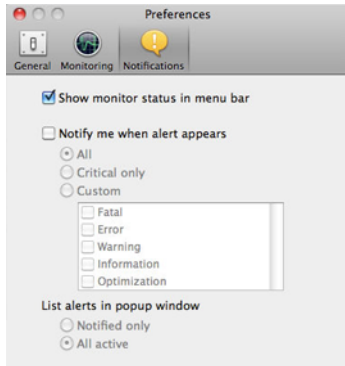 Preferences
General Monitoring Notifications
Show monitor status in menu bar
Notify me when alert appears
All
Critical only
Custom
Fatal
Error
Warning
Information
Optimization
List alerts in popup window
Notified only
All active